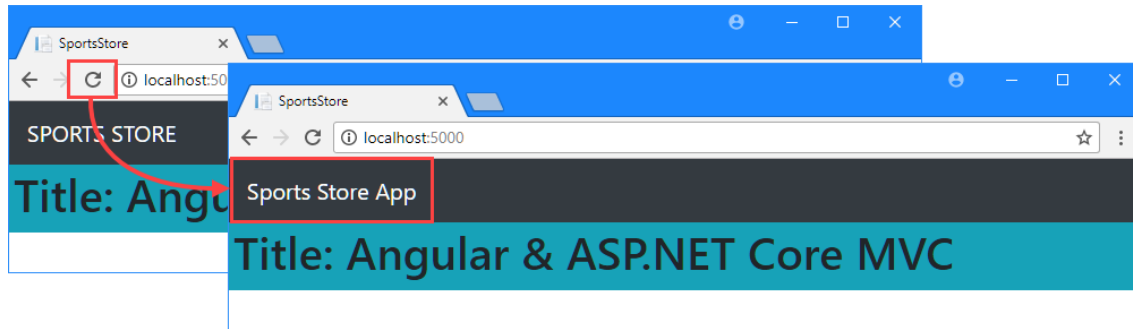 SportsStore
localhost:50
SPORTS STORE
Title: Angu
SportsStore
localhost:5000
Sports Store App
Title: Angular & ASP.NET Core MVC